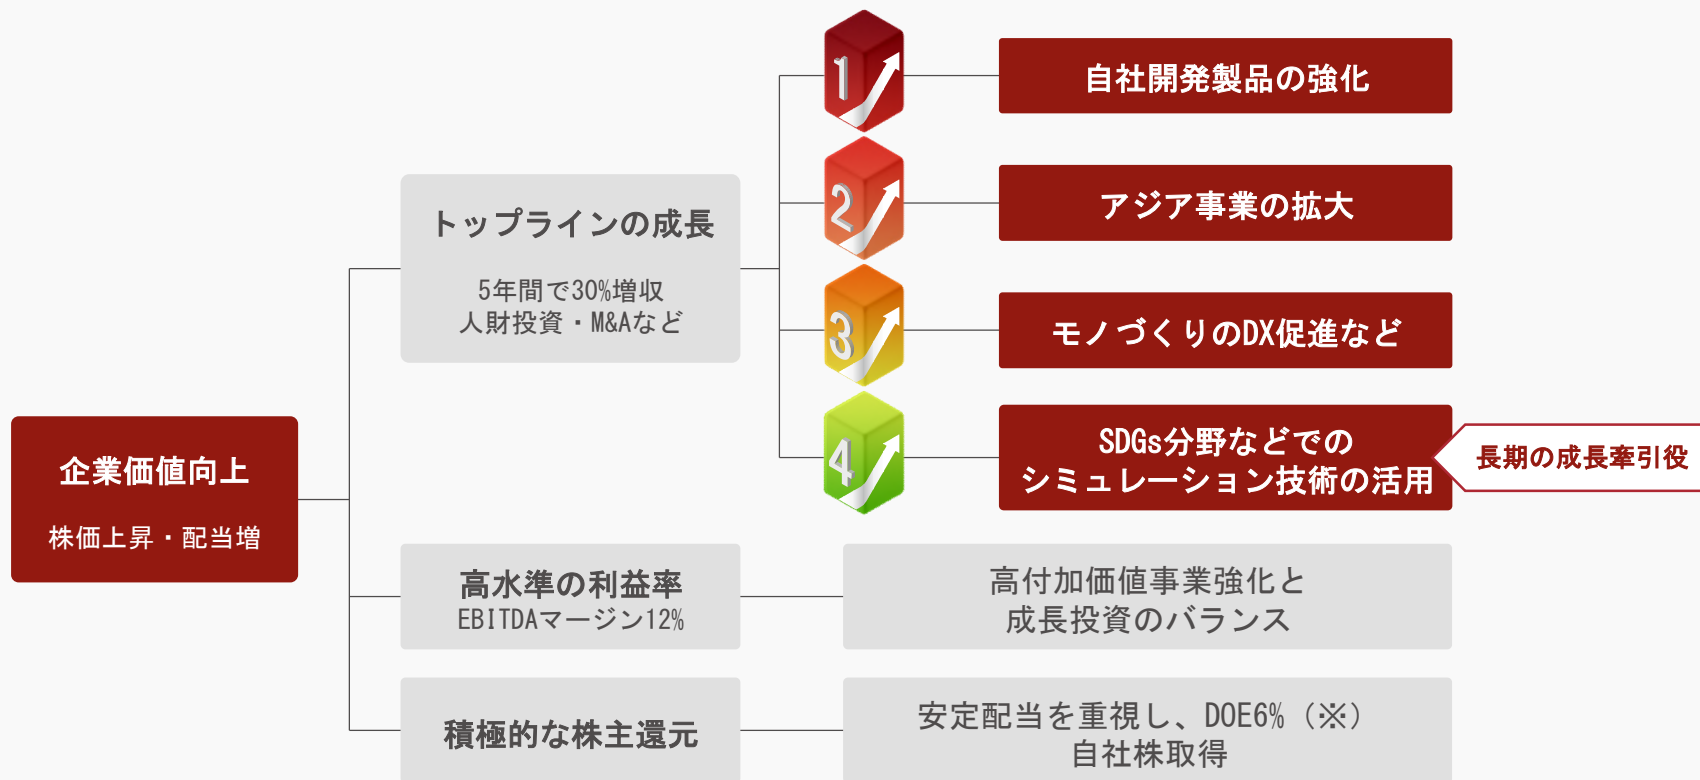 企業価値向上
株価上昇・配当増
トップラインの成長
5年間で30%増収
人財投資・M&Aなど
1
自社開発製品の強化
2
アジア事業の拡大
3
モノづくりのDX促進など
4
SDGs分野などでの
シミュレーション技術の活用
長期の成長牽引役
高水準の利益率
EBITDAマージン12%
高付加価値事業強化と
成長投資のバランス
積極的な株主還元
安定配当を重視し、DOE6%（※）
自社株取得